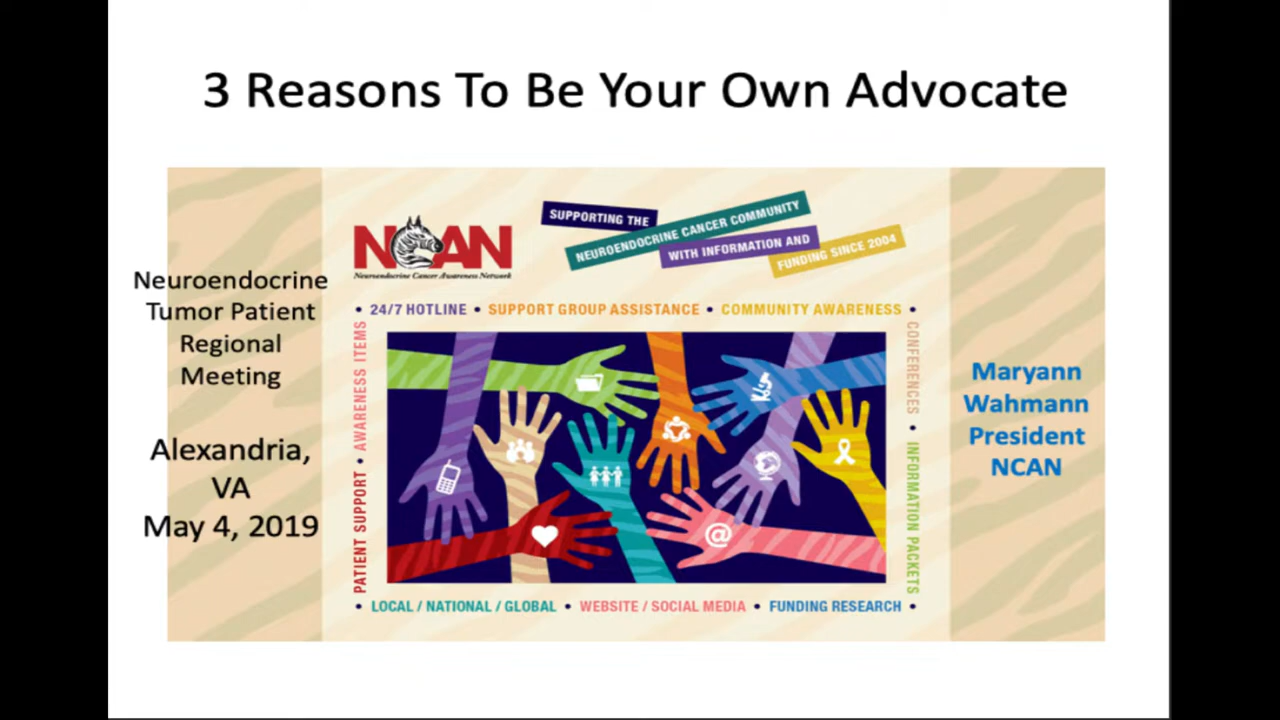 3 Reasons To Be Your Own Advocate
Neuroendocrine
Tumor Patient
Regional
Meeting
Alexandria,
VA
May 4, 2019
NCAN
Neuroendocrine Cancer Awareness Network
SUPPORTING THE
NEUROENDOCRINE CANCER COMMUNITY
WITH INFORMATION AND
FUNDING SINCE 2004
• 24/7 HOTLINE • SUPPORT GROUP ASSISTANCE • COMMUNITY AWARENESS •
PATIENT SUPPORT • AWARENESS ITEMS
@
CONFERENCES • INFORMATION PACKETS
• LOCAL / NATIONAL / GLOBAL • WEBSITE / SOCIAL MEDIA • FUNDING RESEARCH •
Maryann
Wahmann
President
NCAN